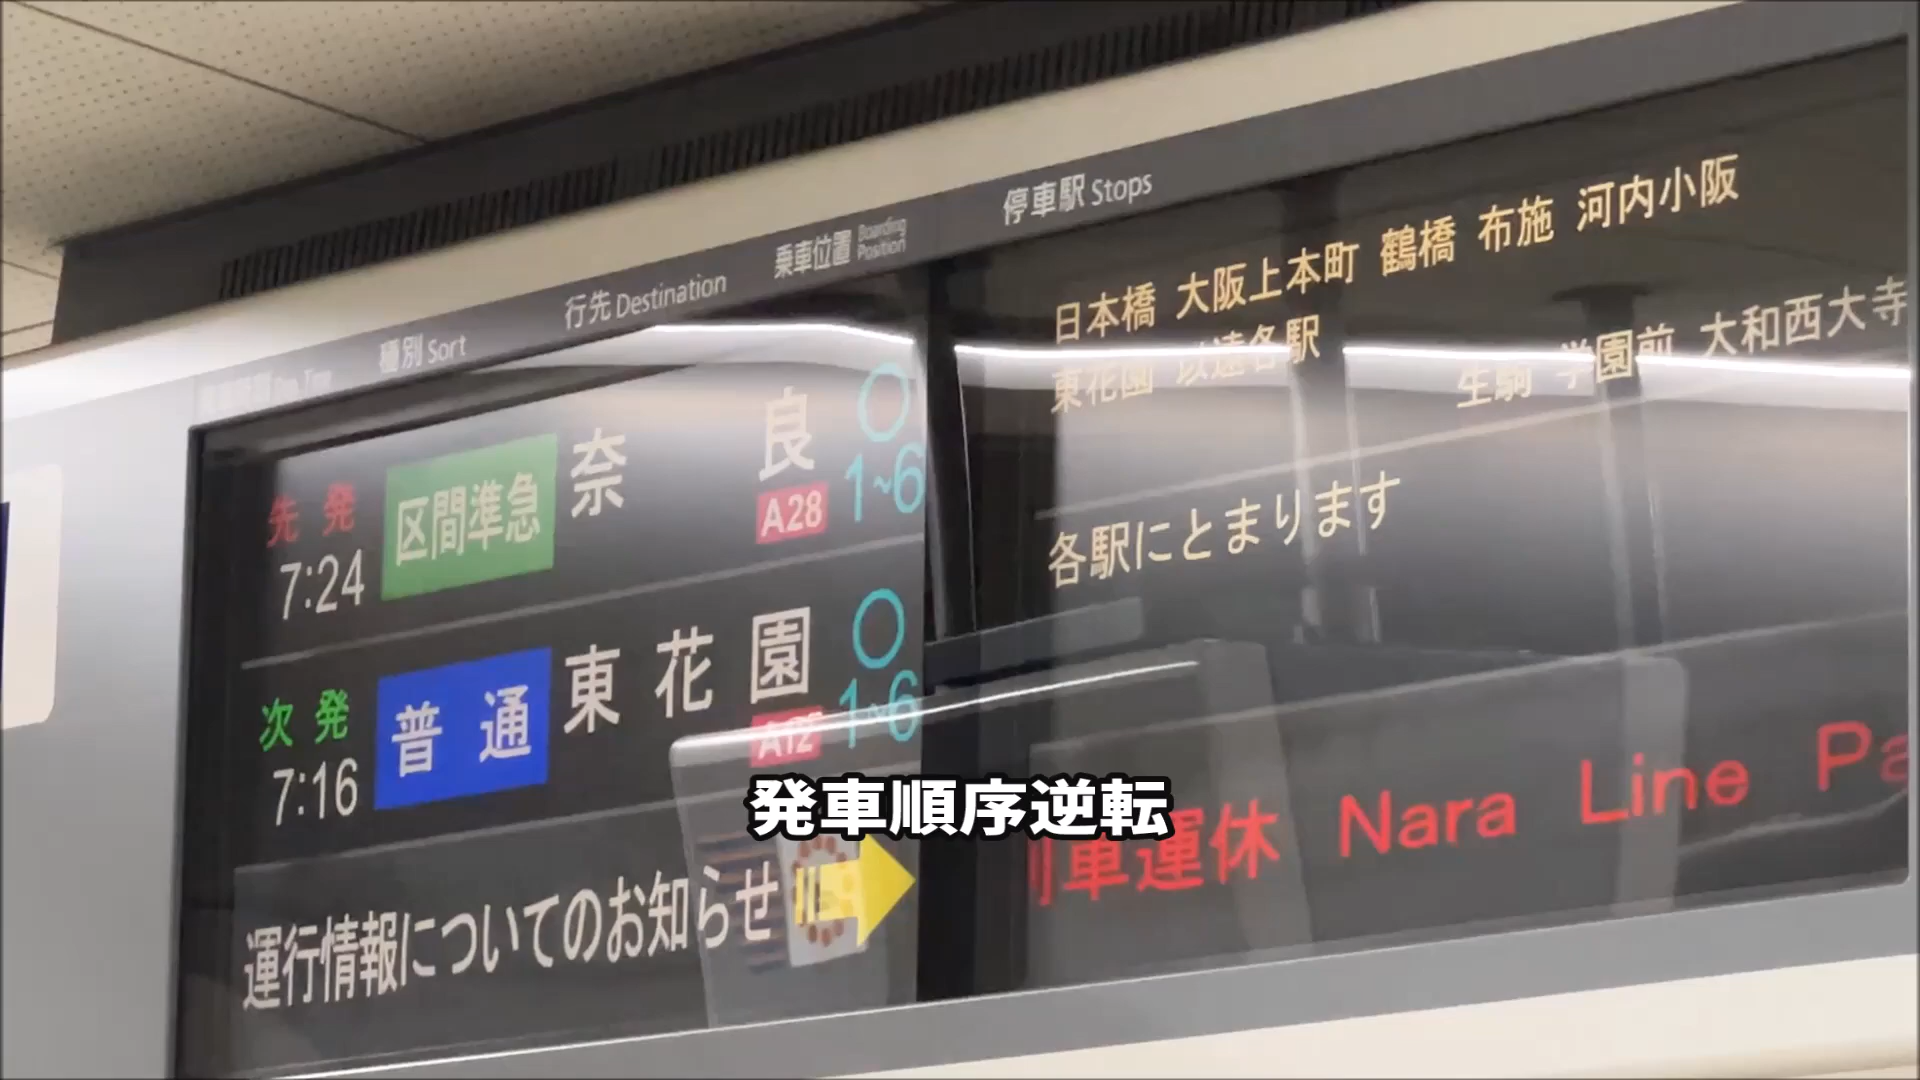 種別 Sort
行先 Destination
乗車位置 Boarding Position
停車駅 Stops
先発
7:24
区間準急
奈良
A28
1~6
日本橋 大阪上本町 鶴橋 布施 河内小阪
東花園 以遠各駅
生駒 学園前 大和西大寺
次発
7:16
普通
東花園
A12
1~6
各駅にとまります
発車順序逆転
運行情報についてのお知らせ
車運休 Nara Line Pa